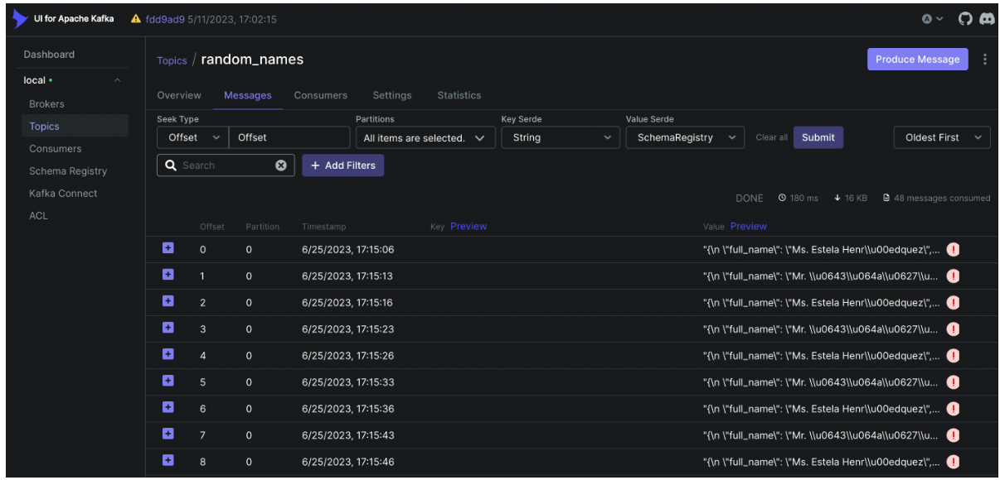 UI for Apache Kafka fdd9ad9 5/11/2023, 17:02:15 A
Dashboard
local
Brokers
Topics
Consumers
Schema Registry
Kafka Connect
ACL
Topics / random_names
Produce Message
Overview Messages Consumers Settings Statistics
Seek Type Partitions Key Serde Value Serde
Offset Offset All items are selected. String SchemaRegistry Clear all Submit Oldest First
Search + Add Filters
DONE 180 ms 16 KB 48 messages consumed
Offset Partition Timestamp Key Preview Value Preview
0 0 6/25/2023, 17:15:06 "{\n \"full_name\": \"Ms. Estela Henr\\u00edquez\",...
1 0 6/25/2023, 17:15:13 "{\n \"full_name\": \"Mr. \\u0643\\u064a\\u0627\\u...
2 0 6/25/2023, 17:15:16 "{\n \"full_name\": \"Ms. Estela Henr\\u00edquez\",...
3 0 6/25/2023, 17:15:23 "{\n \"full_name\": \"Mr. \\u0643\\u064a\\u0627\\u...
4 0 6/25/2023, 17:15:26 "{\n \"full_name\": \"Ms. Estela Henr\\u00edquez\",...
5 0 6/25/2023, 17:15:33 "{\n \"full_name\": \"Mr. \\u0643\\u064a\\u0627\\u...
6 0 6/25/2023, 17:15:36 "{\n \"full_name\": \"Ms. Estela Henr\\u00edquez\",...
7 0 6/25/2023, 17:15:43 "{\n \"full_name\": \"Mr. \\u0643\\u064a\\u0627\\u...
8 0 6/25/2023, 17:15:46 "{\n \"full_name\": \"Ms. Estela Henr\\u00edquez\",...